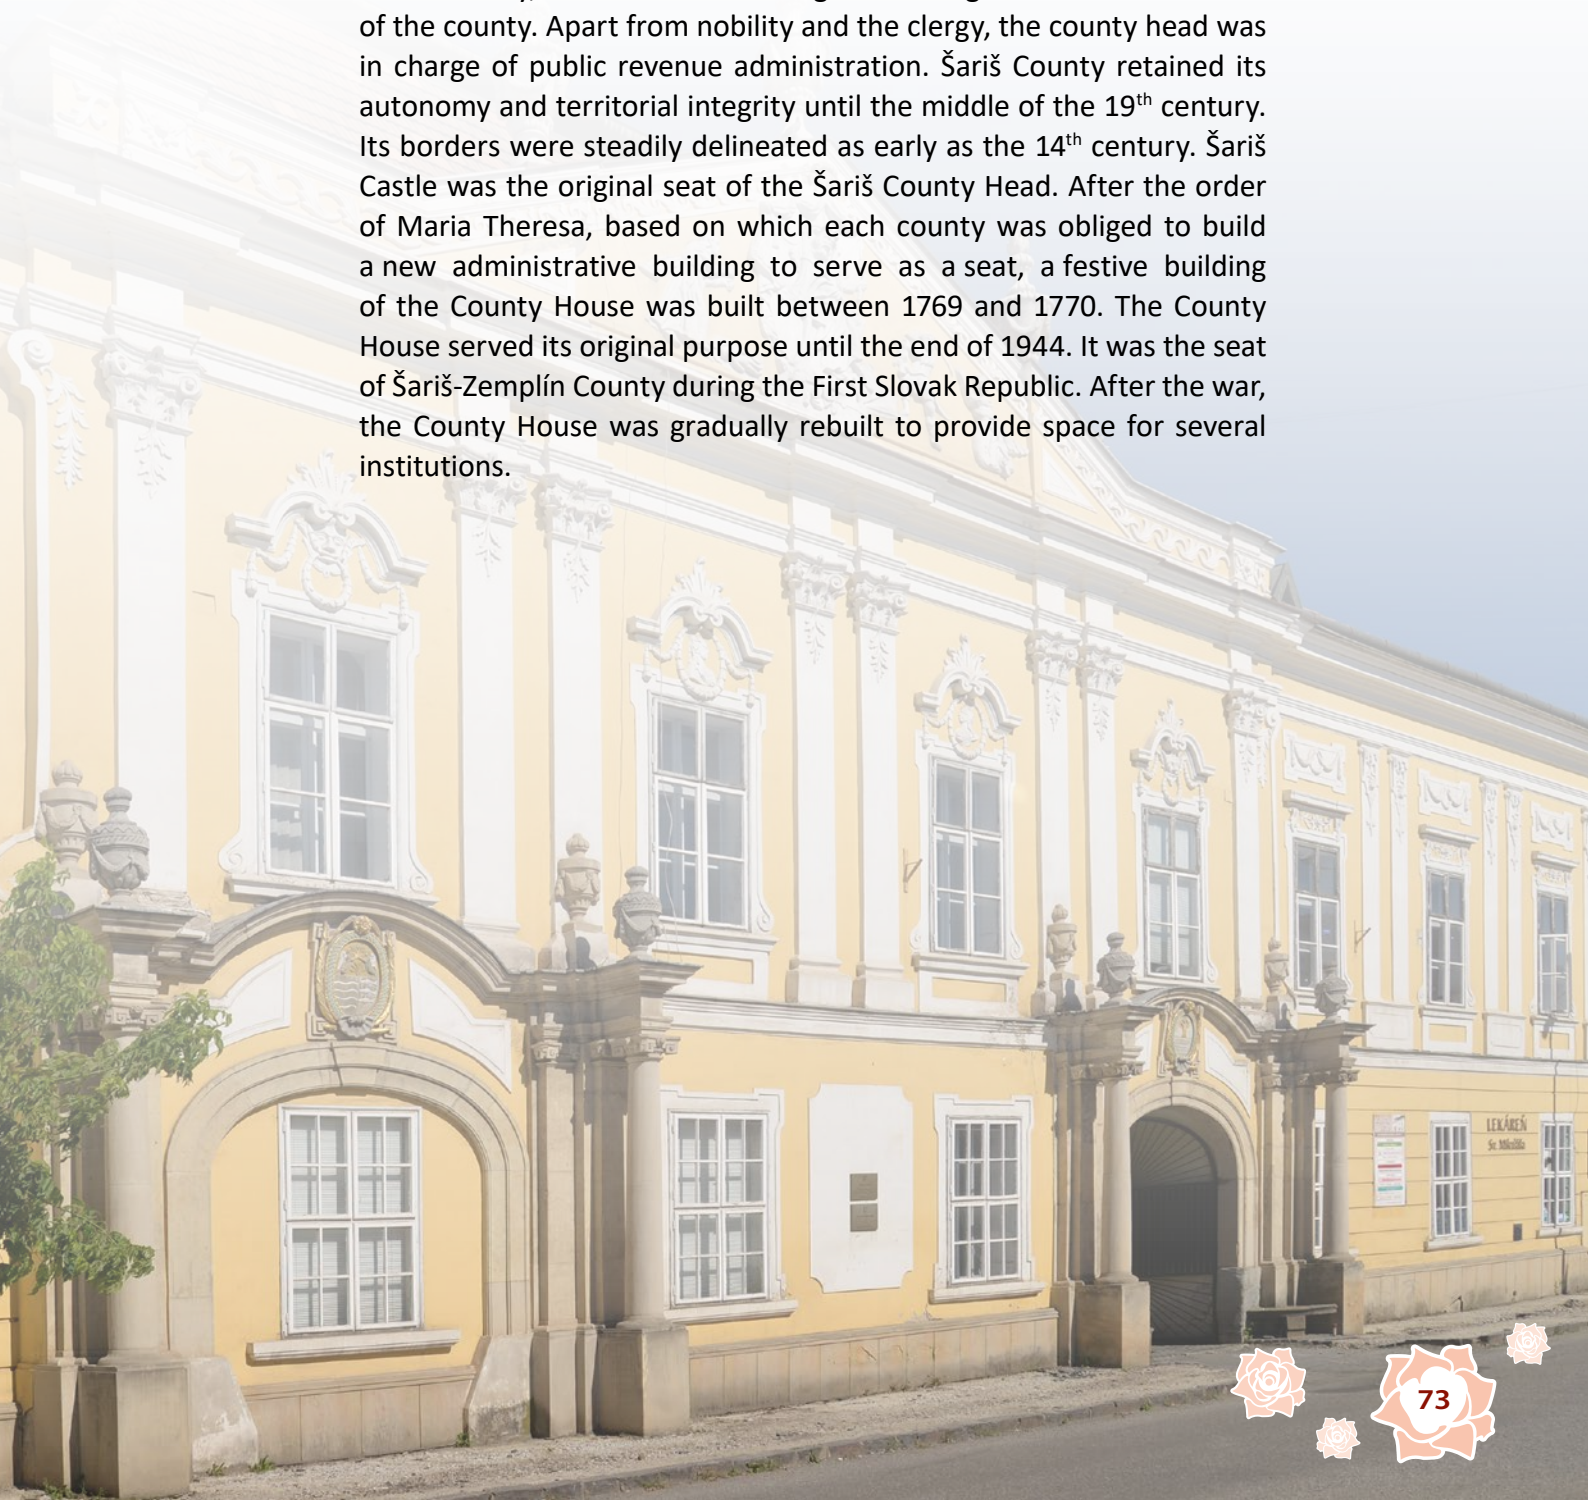 of the county. Apart from nobility and the clergy, the county head was
in charge of public revenue administration. Šariš County retained its
autonomy and territorial integrity until the middle of the 19th century.
Its borders were steadily delineated as early as the 14th century. Šariš
Castle was the original seat of the Šariš County Head. After the order
of Maria Theresa, based on which each county was obliged to build
a new administrative building to serve as a seat, a festive building
of the County House was built between 1769 and 1770. The County
House served its original purpose until the end of 1944. It was the seat
of Šariš-Zemplín County during the First Slovak Republic. After the war,
the County House was gradually rebuilt to provide space for several
institutions.
LEKÁREŇ
Sv. Mikuláša
73